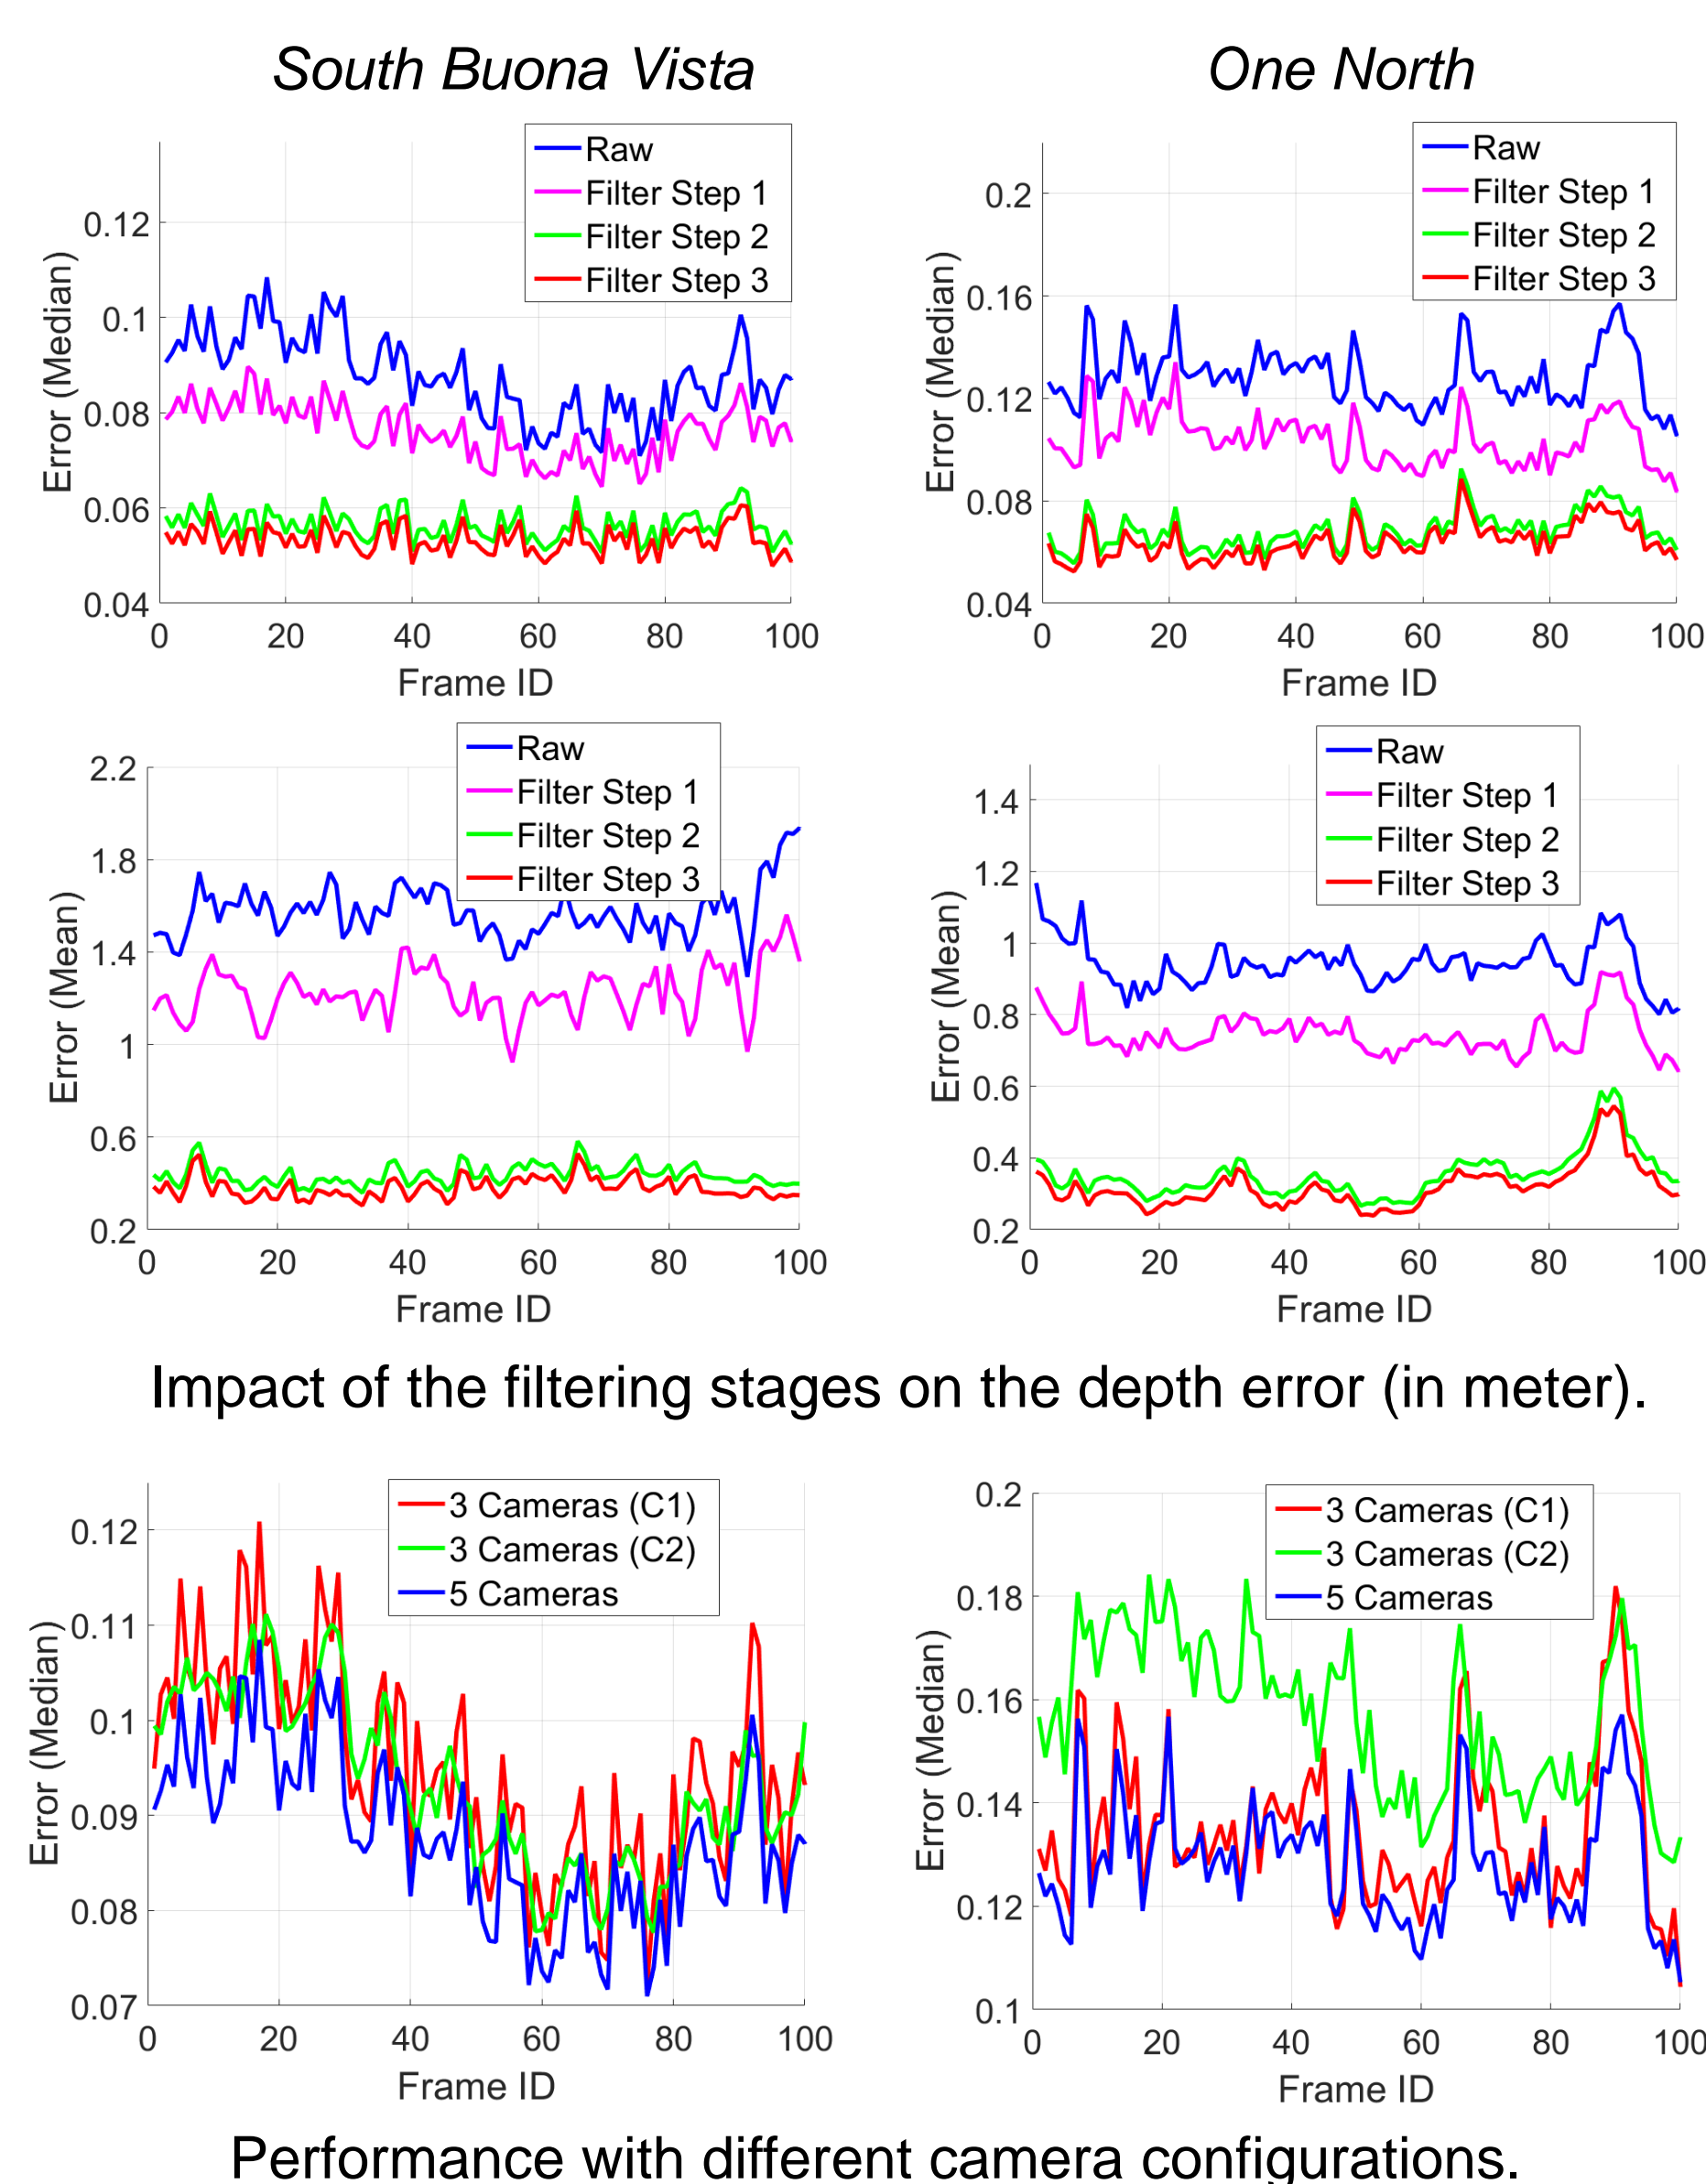 South Buona Vista
One North
Raw
Filter Step 1
Filter Step 2
Filter Step 3
0.12
0.1
0.08
0.06
0.04
Error (Median)
0
20
40
60
80
100
Frame ID
Raw
Filter Step 1
Filter Step 2
Filter Step 3
0.2
0.16
0.12
0.08
0.04
Error (Median)
0
20
40
60
80
100
Frame ID
Raw
Filter Step 1
Filter Step 2
Filter Step 3
2.2
1.8
1.4
1
0.6
0.2
Error (Mean)
0
20
40
60
80
100
Frame ID
Raw
Filter Step 1
Filter Step 2
Filter Step 3
1.4
1.2
1
0.8
0.6
0.4
0.2
Error (Mean)
0
20
40
60
80
100
Frame ID
Impact of the filtering stages on the depth error (in meter).
3 Cameras (C1)
3 Cameras (C2)
5 Cameras
0.12
0.11
0.1
0.09
0.08
0.07
Error (Median)
0
20
40
60
80
100
Frame ID
3 Cameras (C1)
3 Cameras (C2)
5 Cameras
0.2
0.18
0.16
0.14
0.12
0.1
Error (Median)
0
20
40
60
80
100
Frame ID
Performance with different camera configurations.